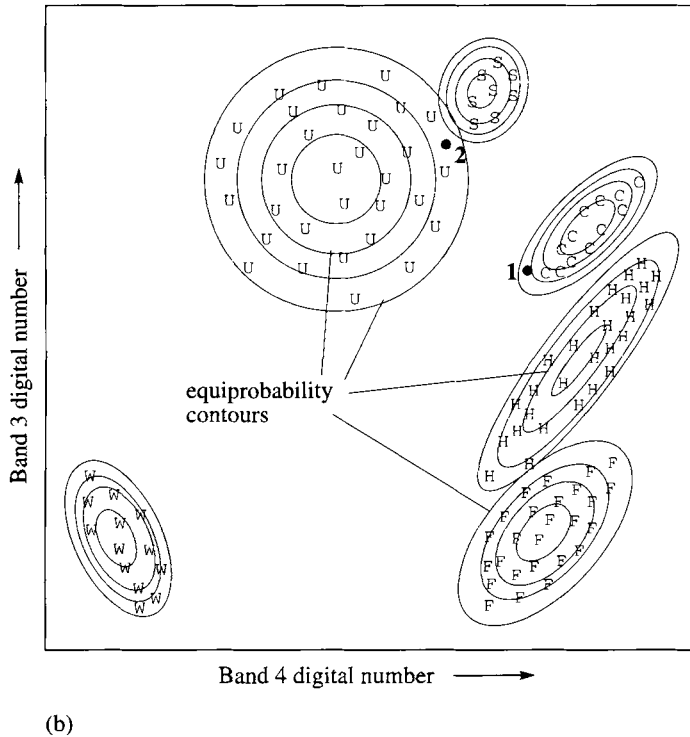 U U U U U U U U U U U U U U U U U U U U U U U U U U U U
S S S S S S S S
2
C C C C C C C C C C C C
1
H H H H H H H H H H H H H H H H H H H H H H H H H H
equiprobability
contours
F F F F F F F F F F F F F F F F F F F F F F F F
W W W W W W W W W W W W W W
Band 3 digital number
Band 4 digital number
(b)